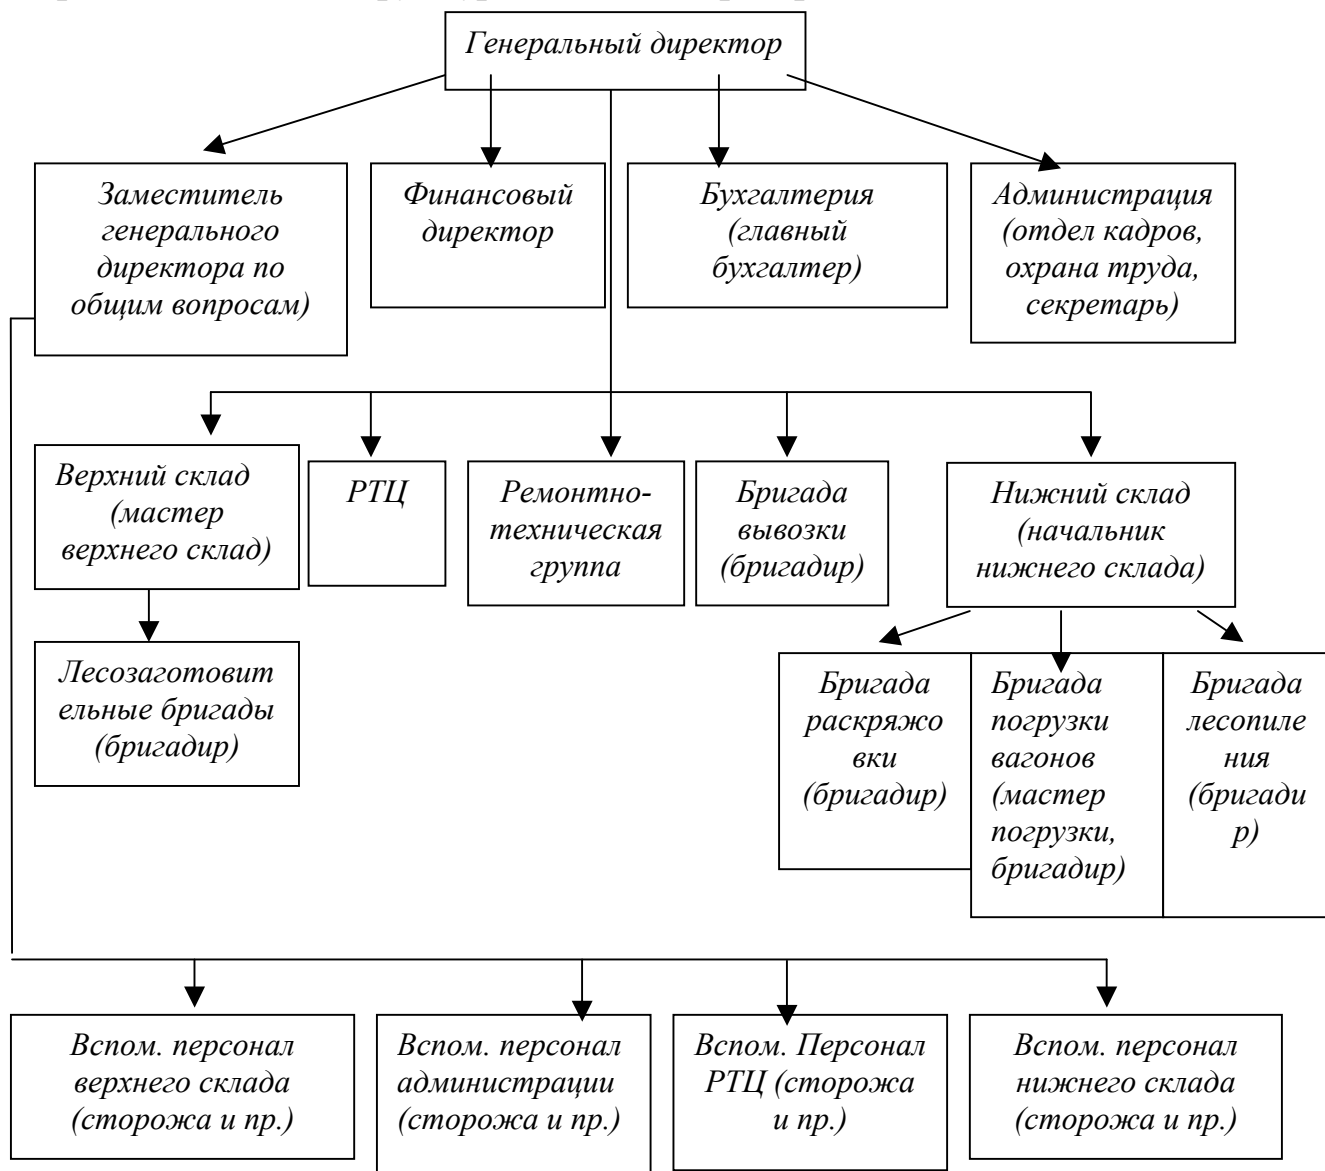 Генеральный директор
Заместитель
генерального
директора по
общим вопросам)
Финансовый
директор
Бухгалтерия
(главный
бухгалтер)
Администрация
(отдел кадров,
охрана труда,
секретарь)
Верхний склад
(мастер
верхнего склад)
РТЦ
Ремонтно-
техническая
группа
Бригада
вывозки
(бригадир)
Нижний склад
(начальник
нижнего склада)
Лесозаготовит
ельные бригады
(бригадир)
Бригада
раскряжо
вки
(бригадир)
Бригада
погрузки
вагонов
(мастер
погрузки,
бригадир)
Бригада
лесопиле
ния
(бригади
р)
Вспом. персонал
верхнего склада
(сторожа и пр.)
Вспом. персонал
администрации
(сторожа и пр.)
Вспом. Персонал
РТЦ (сторожа
и пр.)
Вспом. персонал
нижнего склада
(сторожа и пр.)